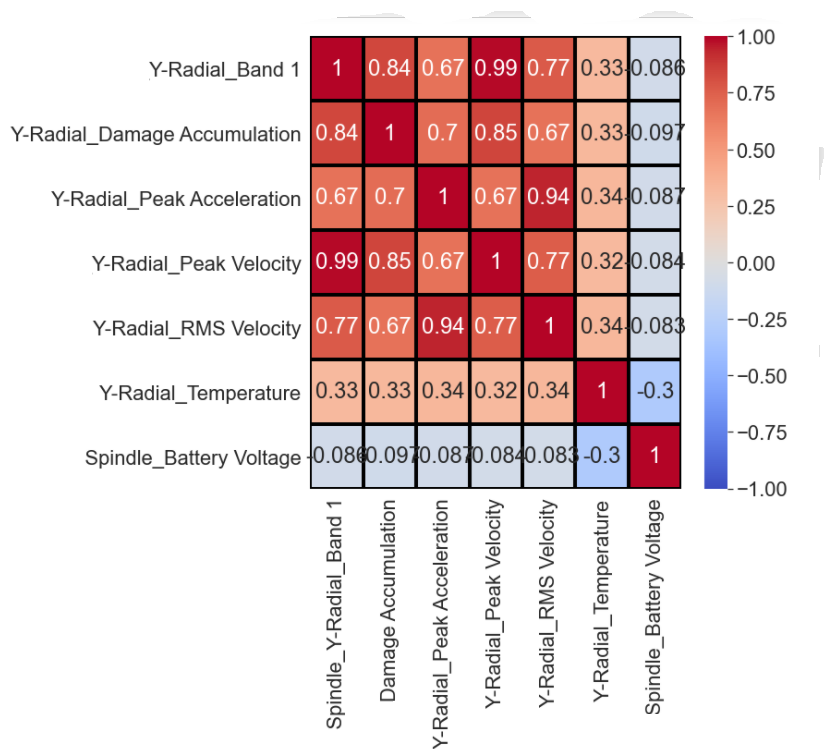 Y-Radial_Band 1 1 0.84 0.67 0.99 0.77 0.33 -0.086
Y-Radial_Damage Accumulation 0.84 1 0.7 0.85 0.67 0.33 -0.097
Y-Radial_Peak Acceleration 0.67 0.7 1 0.67 0.94 0.34 -0.087
Y-Radial_Peak Velocity 0.99 0.85 0.67 1 0.77 0.32 -0.084
Y-Radial_RMS Velocity 0.77 0.67 0.94 0.77 1 0.34 -0.083
Y-Radial_Temperature 0.33 0.33 0.34 0.32 0.34 1 -0.3
Spindle_Battery Voltage -0.086 -0.097 -0.087 -0.084 -0.083 -0.3 1
Spindle_Y-Radial_Band 1
Damage Accumulation
Y-Radial_Peak Acceleration
Y-Radial_Peak Velocity
Y-Radial_RMS Velocity
Y-Radial_Temperature
Spindle_Battery Voltage
1.00
0.75
0.50
0.25
0.00
−0.25
−0.50
−0.75
−1.00